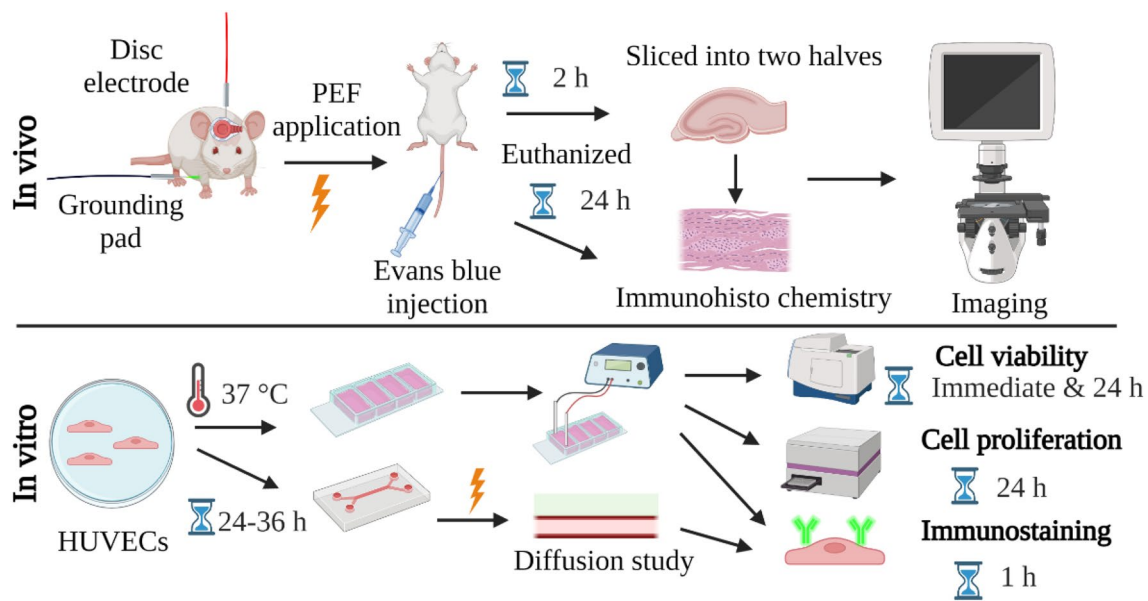 In vivo
Disc
electrode
Grounding
pad
PEF
application
Evans blue
injection
2 h
Euthanized
24 h
Sliced into two halves
Immunohisto chemistry
Imaging
In vitro
HUVECs
37 °C
24-36 h
Diffusion study
Cell viability
Immediate & 24 h
Cell proliferation
24 h
Immunostaining
1 h